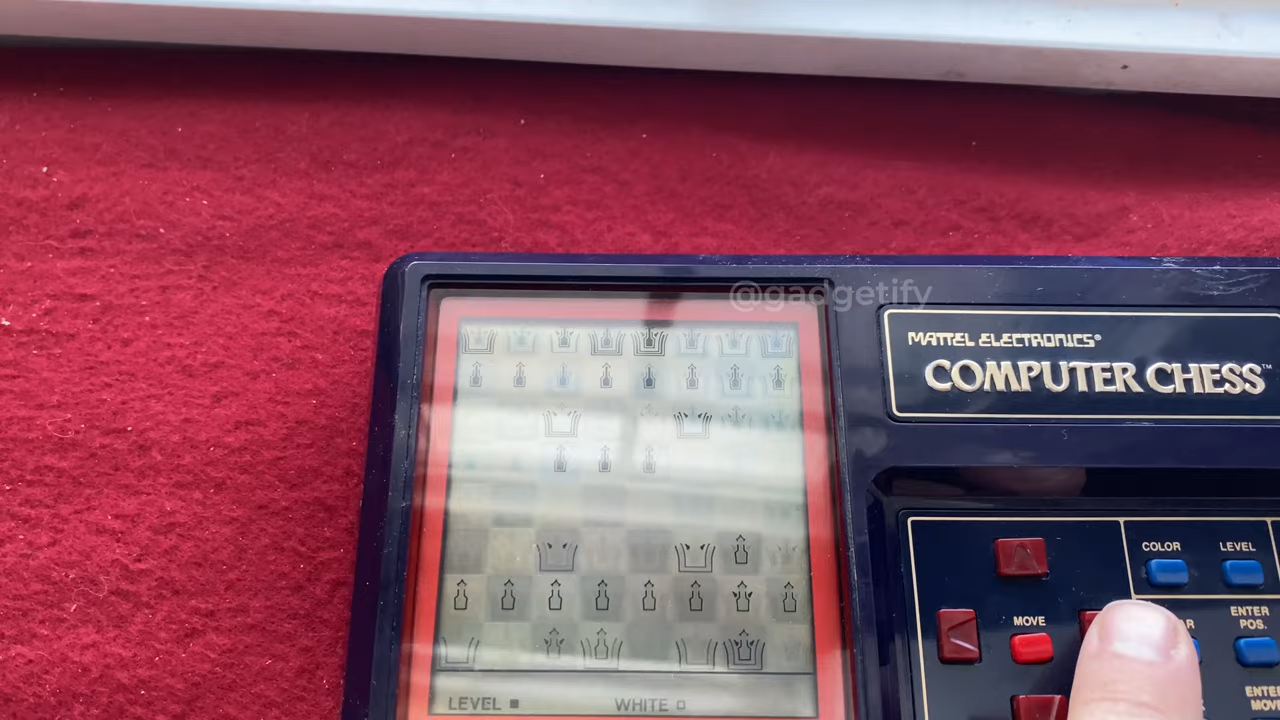 @gadgetify
MATTEL ELECTRONICS®
COMPUTER CHESS™
COLOR
LEVEL
MOVE
ENTER
POS.
LEVEL
WHITE